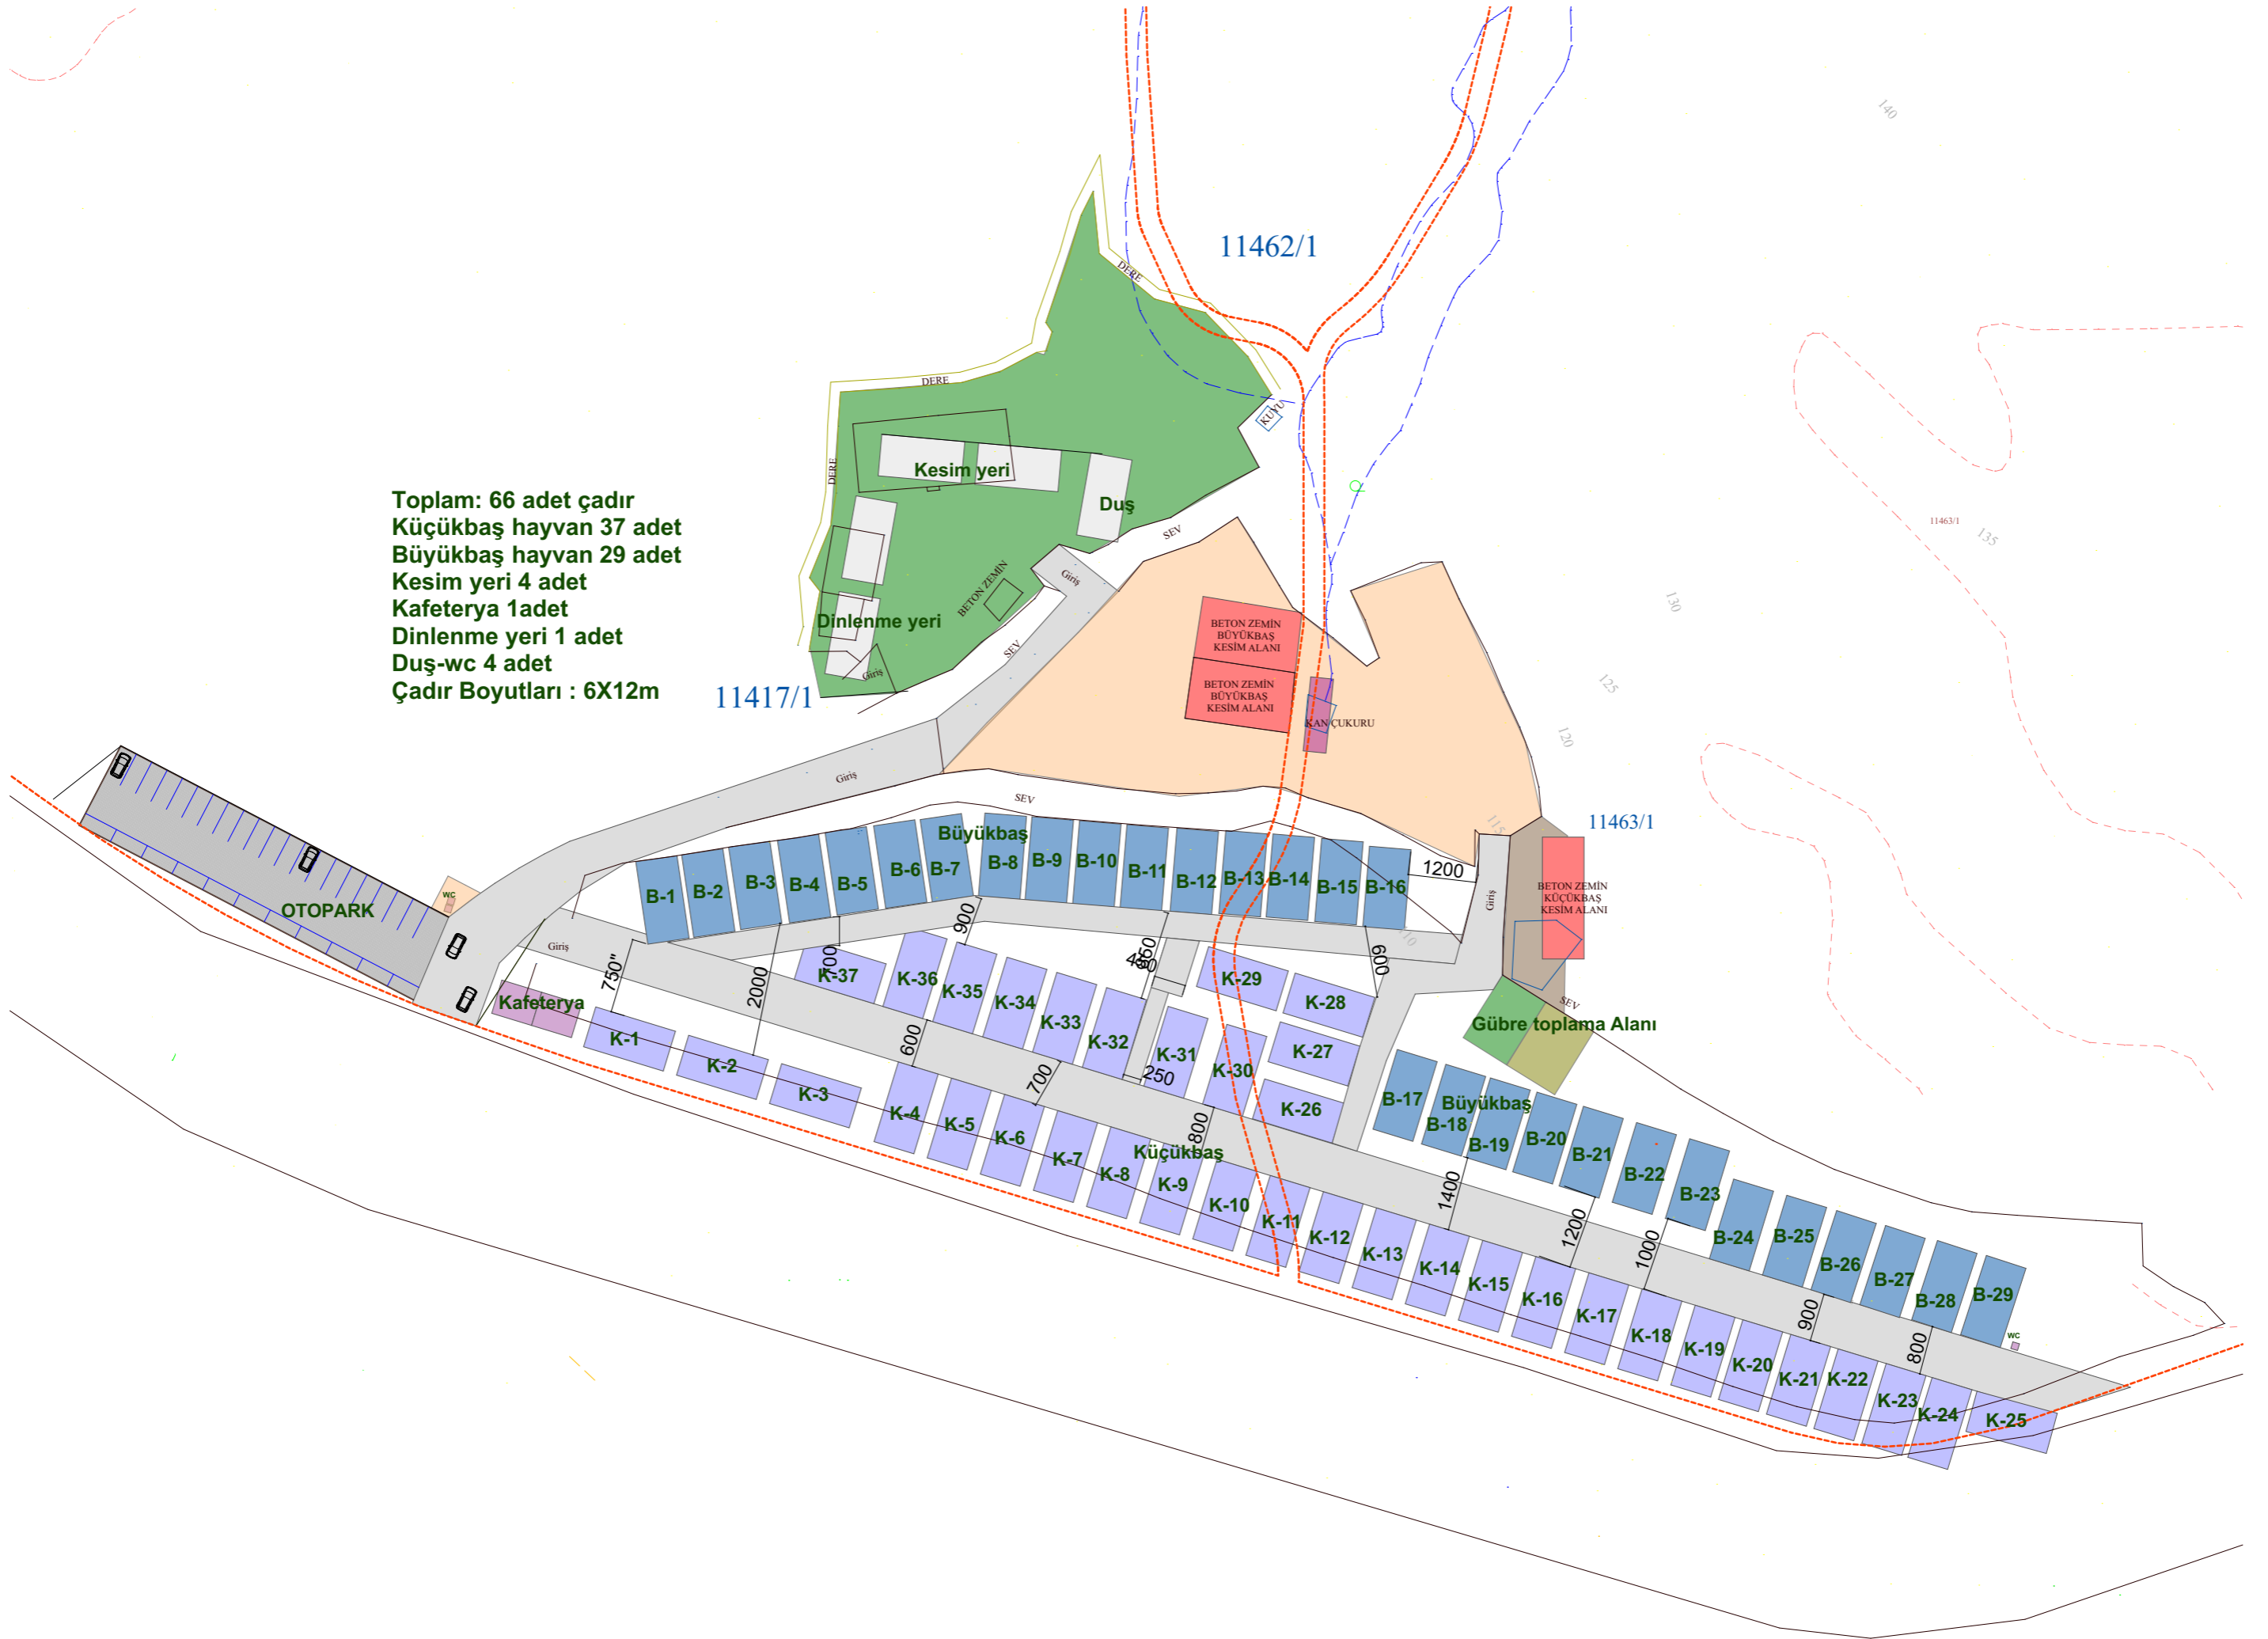 140
11462/1
DERE
DERE
KUYU
DERE
Kesim yeri
Duş
Toplam: 66 adet çadır
Küçükbaş hayvan 37 adet
Büyükbaş hayvan 29 adet
Kesim yeri 4 adet
Kafeterya 1adet
Dinlenme yeri 1 adet
Duş-wc 4 adet
Çadır Boyutları : 6X12m
11463/1
135
SEV
Giriş
BETON ZEMİN
130
Dinlenme yeri
SEV
Giriş
BETON ZEMİN
BÜYÜKBAŞ
KESİM ALANI
BETON ZEMİN
BÜYÜKBAŞ
KESİM ALANI
125
11417/1
KAN ÇUKURU
120
Giriş
SEV
11463/1
115
Büyükbaş
B-1
B-2
B-3
B-4
B-5
B-6
B-7
B-8
B-9
B-10
B-11
B-12
B-13
B-14
B-15
B-16
1200
Giriş
BETON ZEMİN
KÜÇÜKBAŞ
KESİM ALANI
WC
OTOPARK
Giriş
900
600
750"
2000
K-37
K-36
K-35
K-34
K-33
K-32
K-31
K-30
K-29
K-28
K-27
K-26
SEV
Gübre toplama Alanı
Kafeterya
K-1
K-2
K-3
600
700
250
800
K-4
K-5
K-6
K-7
K-8
Küçükbaş
K-9
K-10
K-11
K-12
K-13
K-14
K-15
K-16
K-17
K-18
K-19
K-20
K-21
K-22
K-23
K-24
K-25
B-17
Büyükbaş
B-18
B-19
B-20
B-21
B-22
B-23
B-24
B-25
B-26
B-27
B-28
B-29
WC
1400
1200
1000
900
800